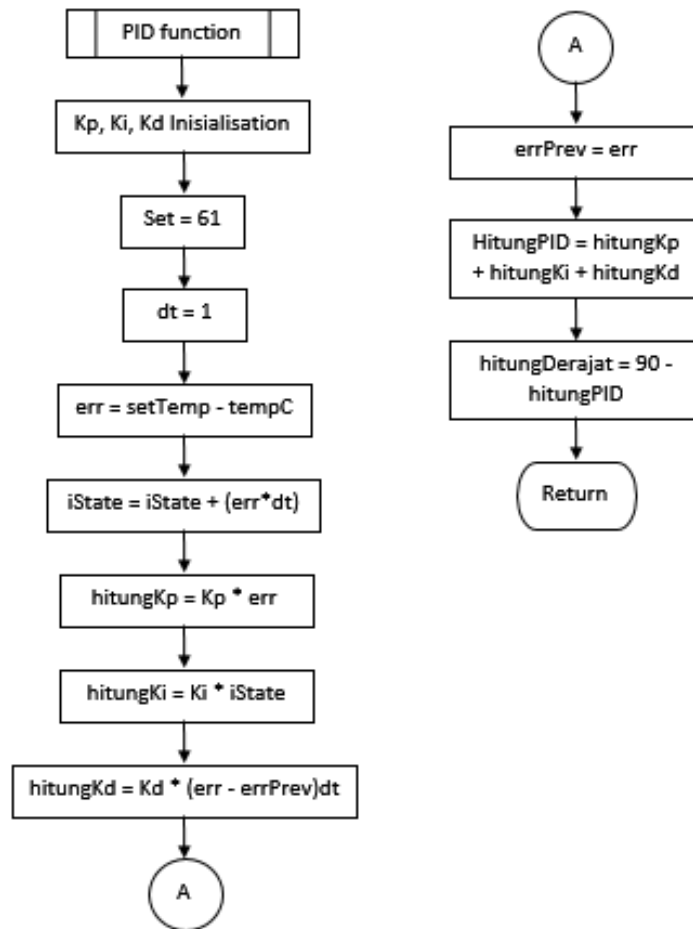 PID function
Kp, Ki, Kd Inisialisation
Set = 61
dt = 1
err = setTemp - tempC
iState = iState + (err*dt)
hitungKp = Kp * err
hitungKi = Ki * iState
hitungKd = Kd * (err - errPrev)dt
A
A
errPrev = err
HitungPID = hitungKp
+ hitungKi + hitungKd
hitungDerajat = 90 -
hitungPID
Return